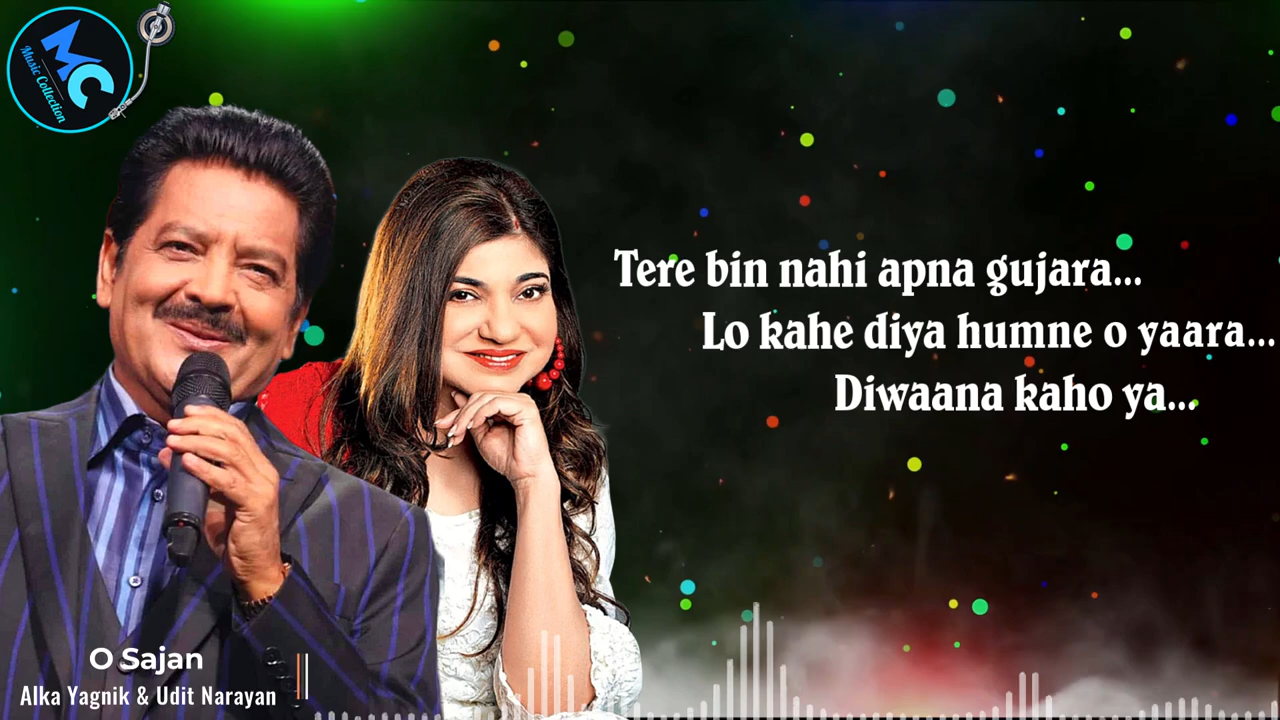 MC
Music Collection
Tere bin nahi apna gujara...
Lo kahe diya humne o yaara...
Diwaana kaho ya...
O Sajan
Alka Yagnik & Udit Narayan